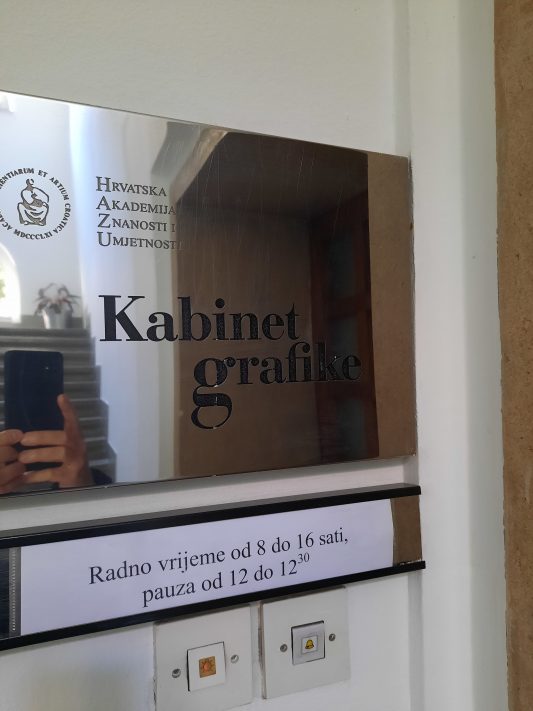 Hrvatska
Akademija
Znanosti i
Umjetnosti
Kabinet
grafike
Radno vrijeme od 8 do 16 sati,
pauza od 12 do 12³⁰